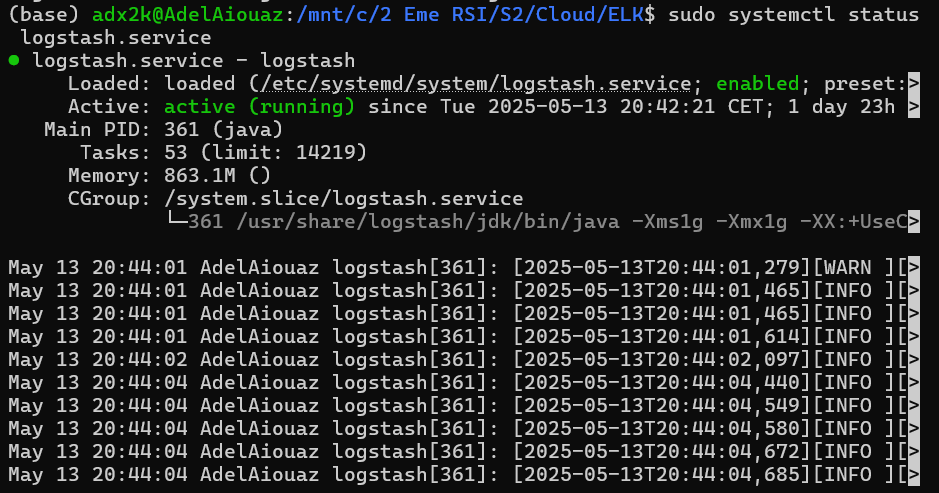 (base) adx2k@AdelAiouaz:/mnt/c/2 Eme RSI/S2/Cloud/ELK$ sudo systemctl status
 logstash.service
● logstash.service - logstash
     Loaded: loaded (/etc/systemd/system/logstash.service; enabled; preset:>
     Active: active (running) since Tue 2025-05-13 20:42:21 CET; 1 day 23h >
   Main PID: 361 (java)
      Tasks: 53 (limit: 14219)
     Memory: 863.1M ()
     CGroup: /system.slice/logstash.service
             └─361 /usr/share/logstash/jdk/bin/java -Xms1g -Xmx1g -XX:+UseC>
May 13 20:44:01 AdelAiouaz logstash[361]: [2025-05-13T20:44:01,279][WARN ][>
May 13 20:44:01 AdelAiouaz logstash[361]: [2025-05-13T20:44:01,465][INFO ][>
May 13 20:44:01 AdelAiouaz logstash[361]: [2025-05-13T20:44:01,465][INFO ][>
May 13 20:44:01 AdelAiouaz logstash[361]: [2025-05-13T20:44:01,614][INFO ][>
May 13 20:44:02 AdelAiouaz logstash[361]: [2025-05-13T20:44:02,097][INFO ][>
May 13 20:44:04 AdelAiouaz logstash[361]: [2025-05-13T20:44:04,440][INFO ][>
May 13 20:44:04 AdelAiouaz logstash[361]: [2025-05-13T20:44:04,549][INFO ][>
May 13 20:44:04 AdelAiouaz logstash[361]: [2025-05-13T20:44:04,580][INFO ][>
May 13 20:44:04 AdelAiouaz logstash[361]: [2025-05-13T20:44:04,672][INFO ][>
May 13 20:44:04 AdelAiouaz logstash[361]: [2025-05-13T20:44:04,685][INFO ][>